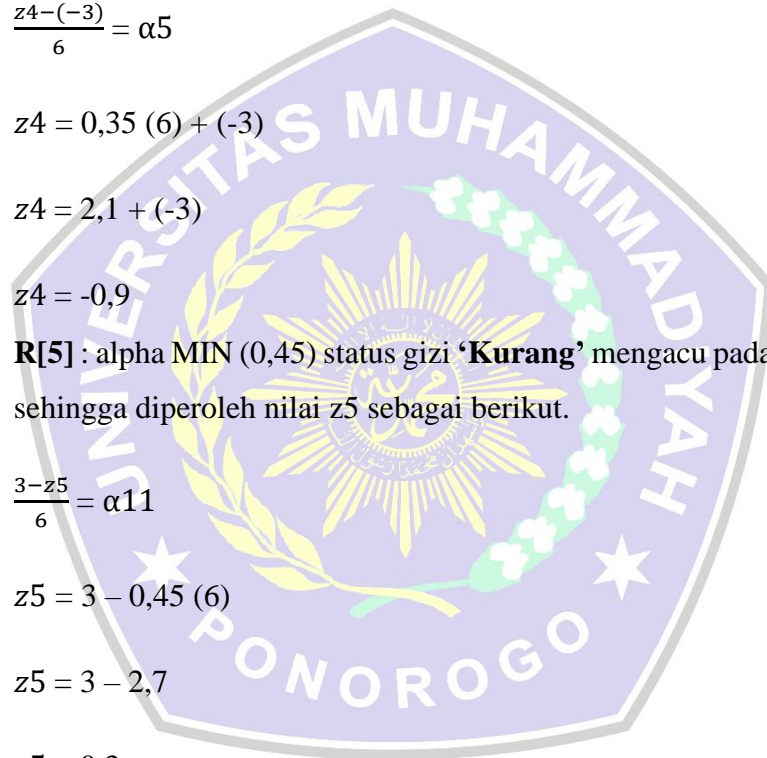 z4−(−3)/6 = α5
z4 = 0,35 (6) + (-3)
z4 = 2,1 + (-3)
z4 = -0,9
R[5] : alpha MIN (0,45) status gizi ‘Kurang’ mengacu pada
sehingga diperoleh nilai z5 sebagai berikut.
3−z5/6 = α11
z5 = 3 – 0,45 (6)
z5 = 3 – 2,7
UNIVERSITAS MUHAMMADIYAH
PONOROGO